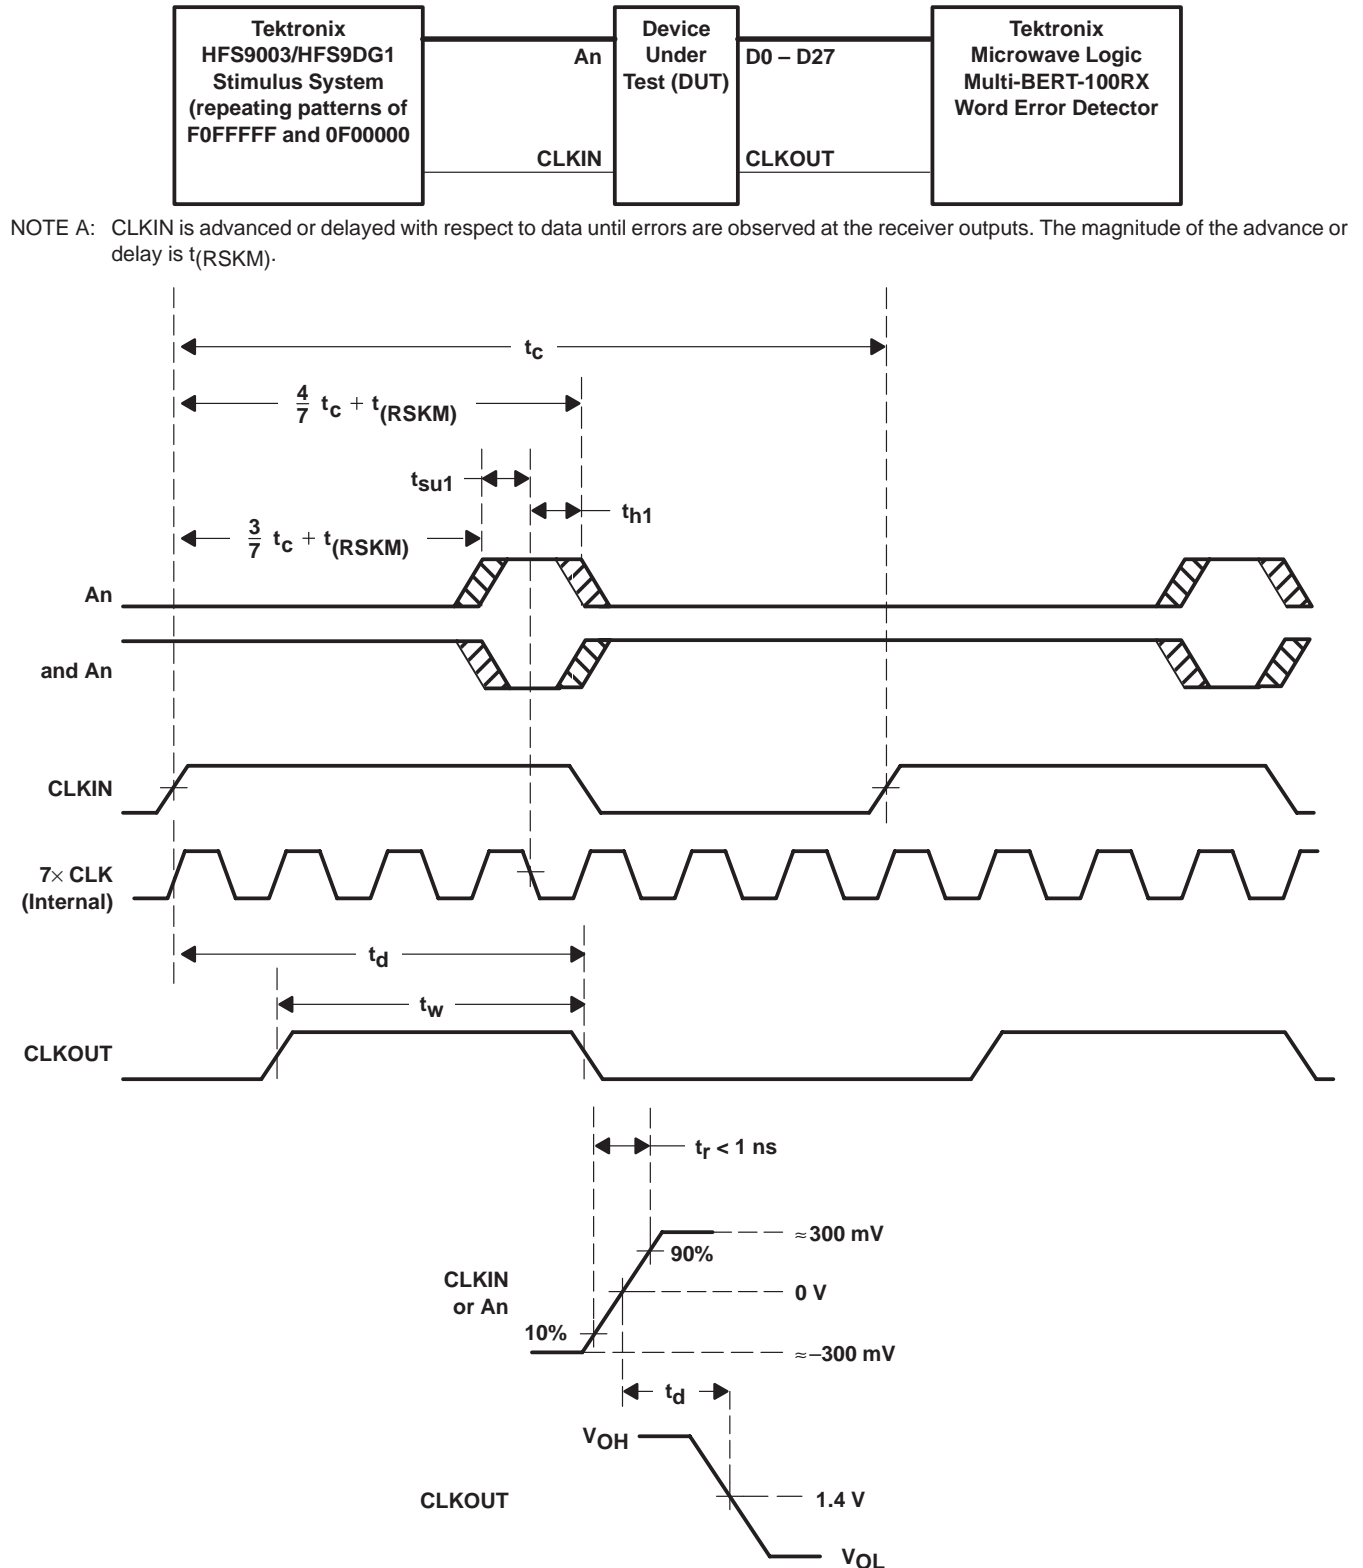 Tektronix
HFS9003/HFS9DG1
Stimulus System
(repeating patterns of
F0FFFFF and 0F00000
An
CLKIN
Device
Under
Test (DUT)
D0 – D27
CLKOUT
Tektronix
Microwave Logic
Multi-BERT-100RX
Word Error Detector
NOTE A: CLKIN is advanced or delayed with respect to data until errors are observed at the receiver outputs. The magnitude of the advance or
delay is t(RSKM).
tc
4/7 tc + t(RSKM)
tsu1
th1
3/7 tc + t(RSKM)
An
and An
CLKIN
7× CLK
(Internal)
td
tw
CLKOUT
tr < 1 ns
≈300 mV
90%
CLKIN
or An
0 V
10%
≈–300 mV
td
VOH
CLKOUT
1.4 V
VOL